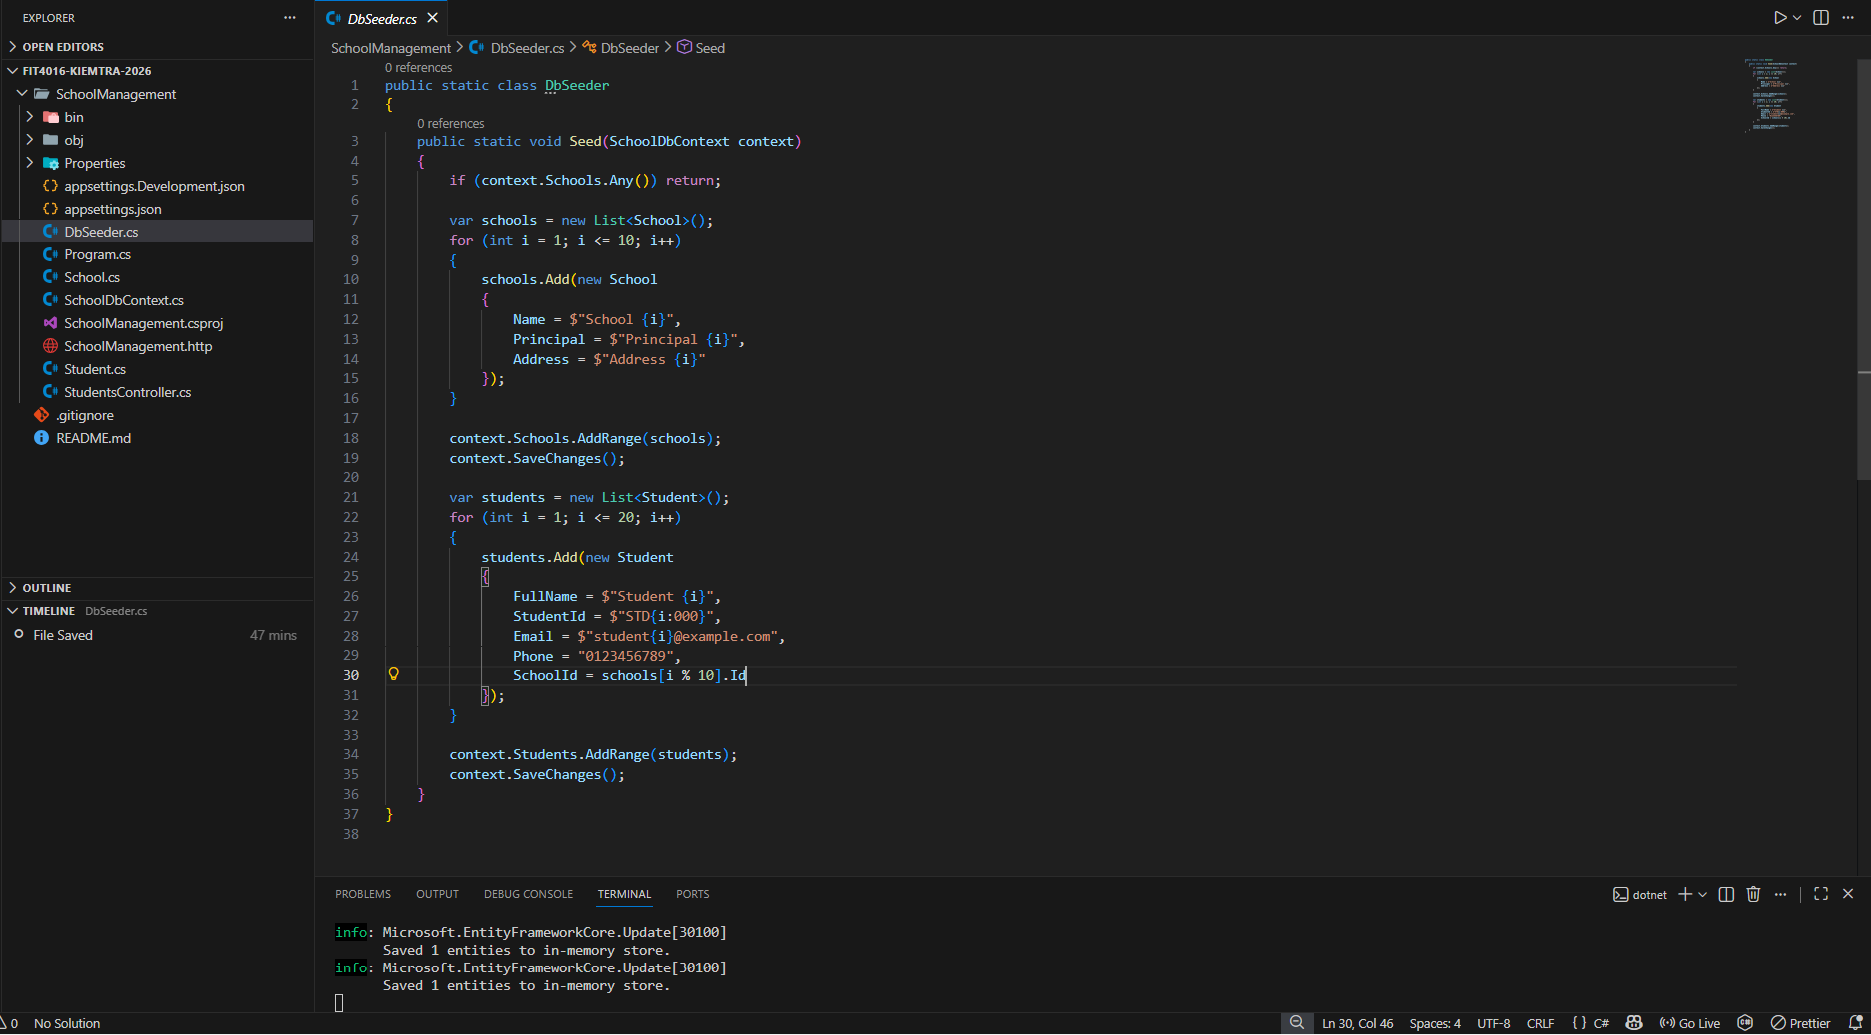 EXPLORER
OPEN EDITORS
FIT4016-KIEMTRA-2026
SchoolManagement
bin
obj
Properties
appsettings.Development.json
appsettings.json
DbSeeder.cs
Program.cs
School.cs
SchoolDbContext.cs
SchoolManagement.csproj
SchoolManagement.http
Student.cs
StudentsController.cs
.gitignore
README.md
OUTLINE
TIMELINE DbSeeder.cs
File Saved 47 mins
DbSeeder.cs
SchoolManagement > DbSeeder.cs > DbSeeder > Seed
0 references
1 public static class DbSeeder
2 {
0 references
3 public static void Seed(SchoolDbContext context)
4 {
5 if (context.Schools.Any()) return;
6
7 var schools = new List<School>();
8 for (int i = 1; i <= 10; i++)
9 {
10 schools.Add(new School
11 {
12 Name = $"School {i}",
13 Principal = $"Principal {i}",
14 Address = $"Address {i}"
15 });
16 }
17
18 context.Schools.AddRange(schools);
19 context.SaveChanges();
20
21 var students = new List<Student>();
22 for (int i = 1; i <= 20; i++)
23 {
24 students.Add(new Student
25 {
26 FullName = $"Student {i}",
27 StudentId = $"STD{i:000}",
28 Email = $"student{i}@example.com",
29 Phone = "0123456789",
30 SchoolId = schools[i % 10].Id
31 });
32 }
33
34 context.Students.AddRange(students);
35 context.SaveChanges();
36 }
37 }
38
PROBLEMS OUTPUT DEBUG CONSOLE TERMINAL PORTS
dotnet
info: Microsoft.EntityFrameworkCore.Update[30100]
Saved 1 entities to in-memory store.
info: Microsoft.EntityFrameworkCore.Update[30100]
Saved 1 entities to in-memory store.
0 No Solution
Ln 30, Col 46 Spaces: 4 UTF-8 CRLF { } C# Go Live Prettier